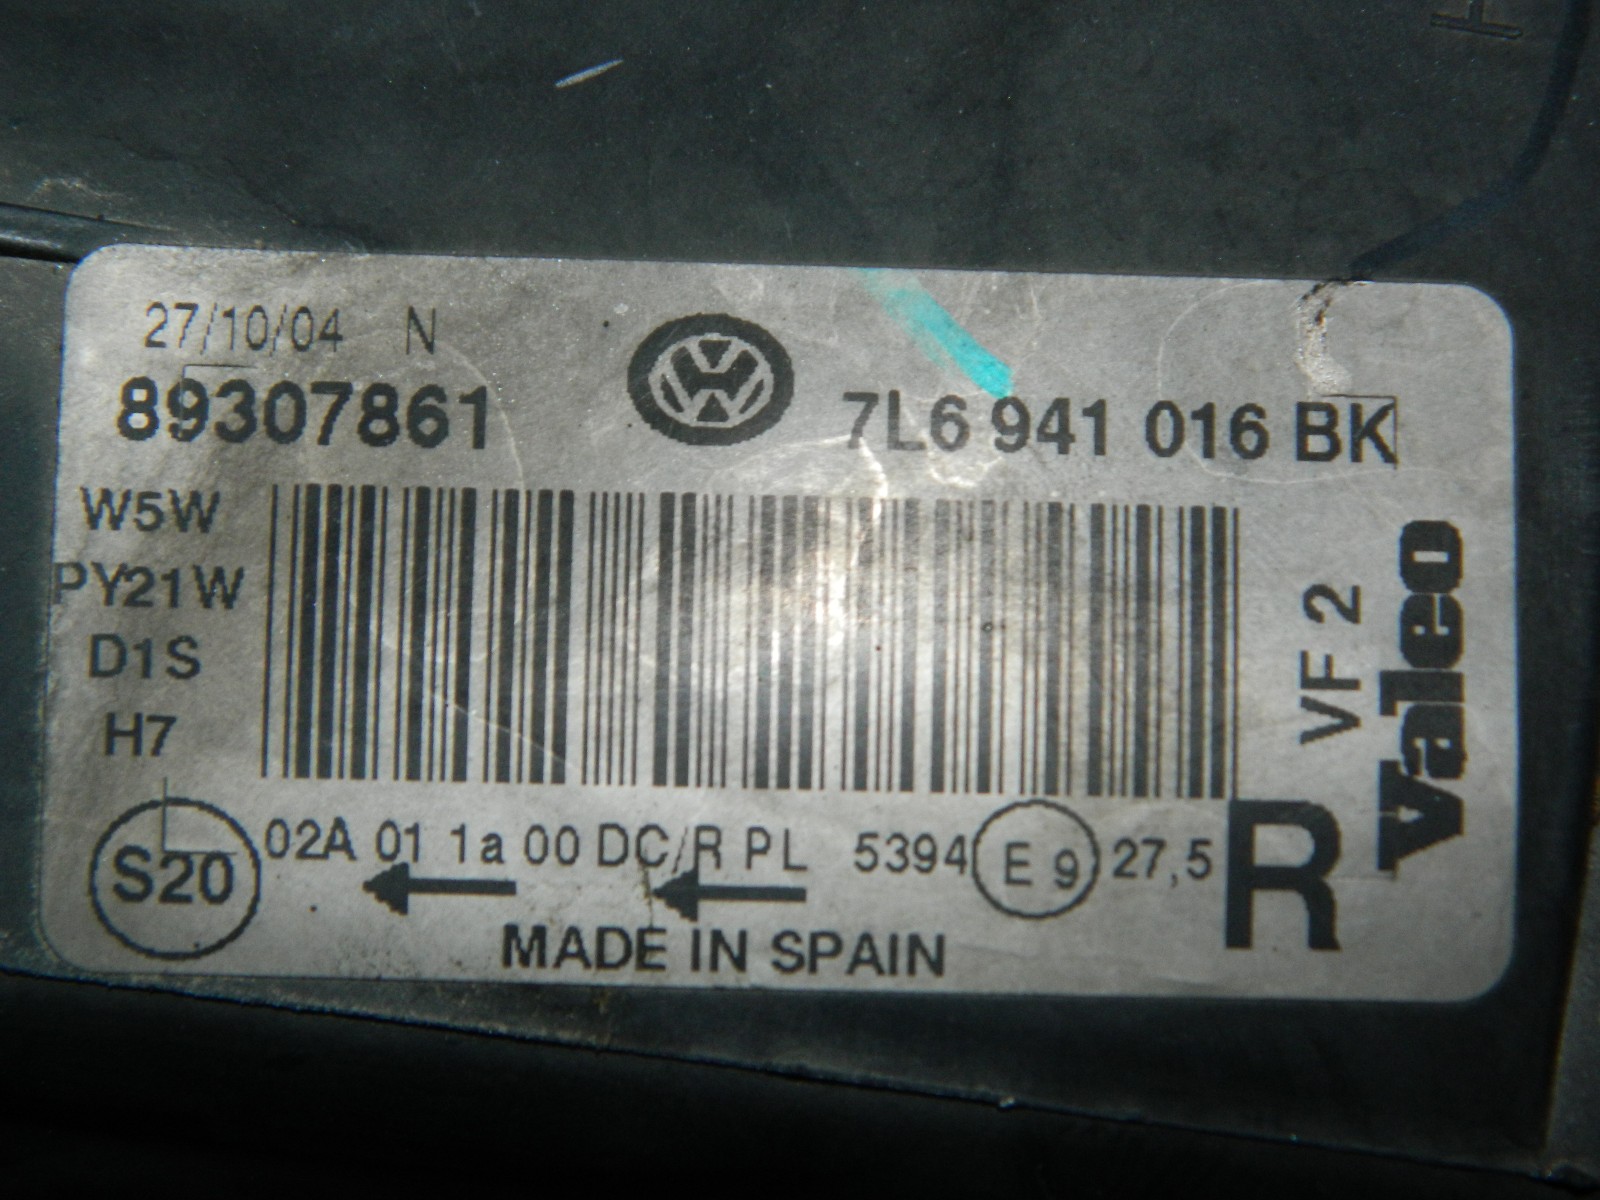 27/10/04 N
89307861
7L6 941 016 BK
W5W
PY21W
D1S
H7
VF 2
Valeo
S20
02A 01 1a 00 DC/R PL 5394 E 9 27,5
R
MADE IN SPAIN